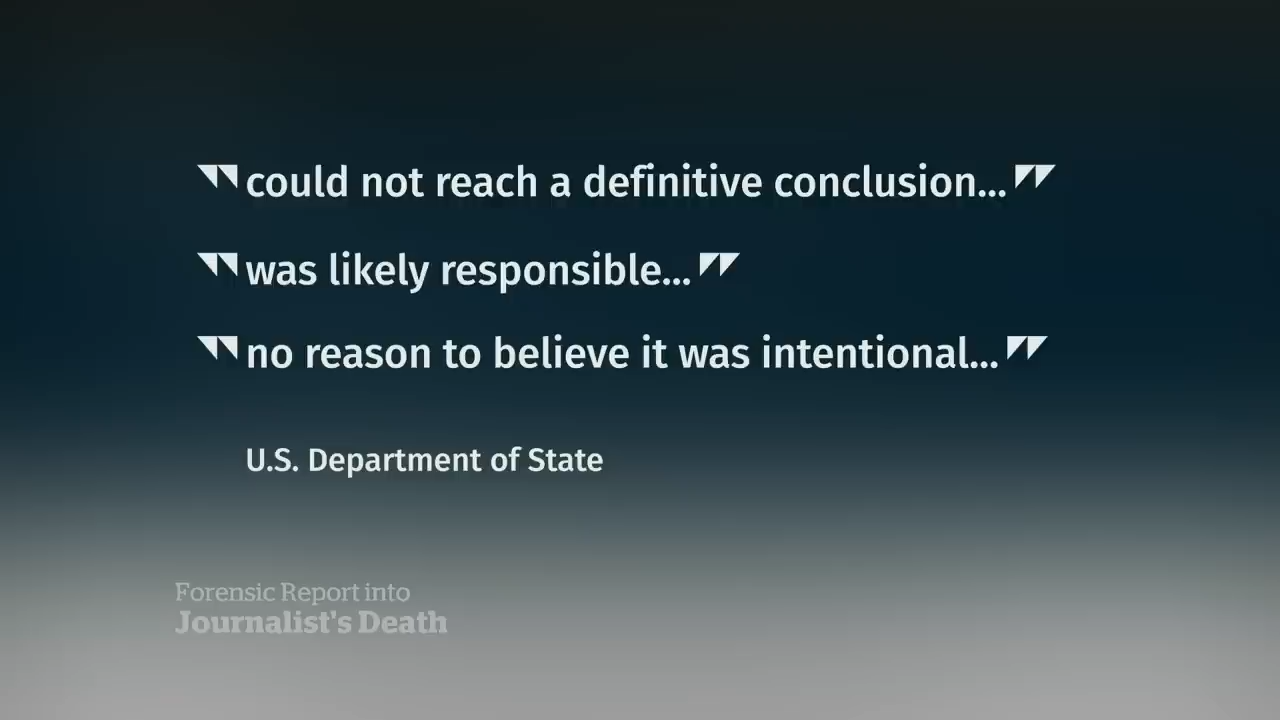 "could not reach a definitive conclusion..."
"was likely responsible..."
"no reason to believe it was intentional..."
U.S. Department of State
Forensic Report into
Journalist's Death